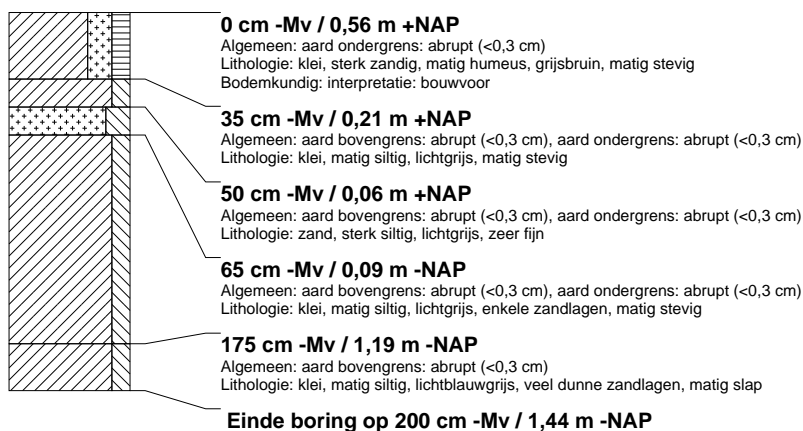 0 cm -Mv / 0,56 m +NAP
Algemeen: aard ondergrens: abrupt (<0,3 cm)
Lithologie: klei, sterk zandig, matig humeus, grijsbruin, matig stevig
Bodemkundig: interpretatie: bouwvoor
35 cm -Mv / 0,21 m +NAP
Algemeen: aard bovengrens: abrupt (<0,3 cm), aard ondergrens: abrupt (<0,3 cm)
Lithologie: klei, matig siltig, lichtgrijs, matig stevig
50 cm -Mv / 0,06 m +NAP
Algemeen: aard bovengrens: abrupt (<0,3 cm), aard ondergrens: abrupt (<0,3 cm)
Lithologie: zand, sterk siltig, lichtgrijs, zeer fijn
65 cm -Mv / 0,09 m -NAP
Algemeen: aard bovengrens: abrupt (<0,3 cm), aard ondergrens: abrupt (<0,3 cm)
Lithologie: klei, matig siltig, lichtgrijs, enkele zandlagen, matig stevig
175 cm -Mv / 1,19 m -NAP
Algemeen: aard bovengrens: abrupt (<0,3 cm)
Lithologie: klei, matig siltig, lichtblauwgrijs, veel dunne zandlagen, matig slap
Einde boring op 200 cm -Mv / 1,44 m -NAP